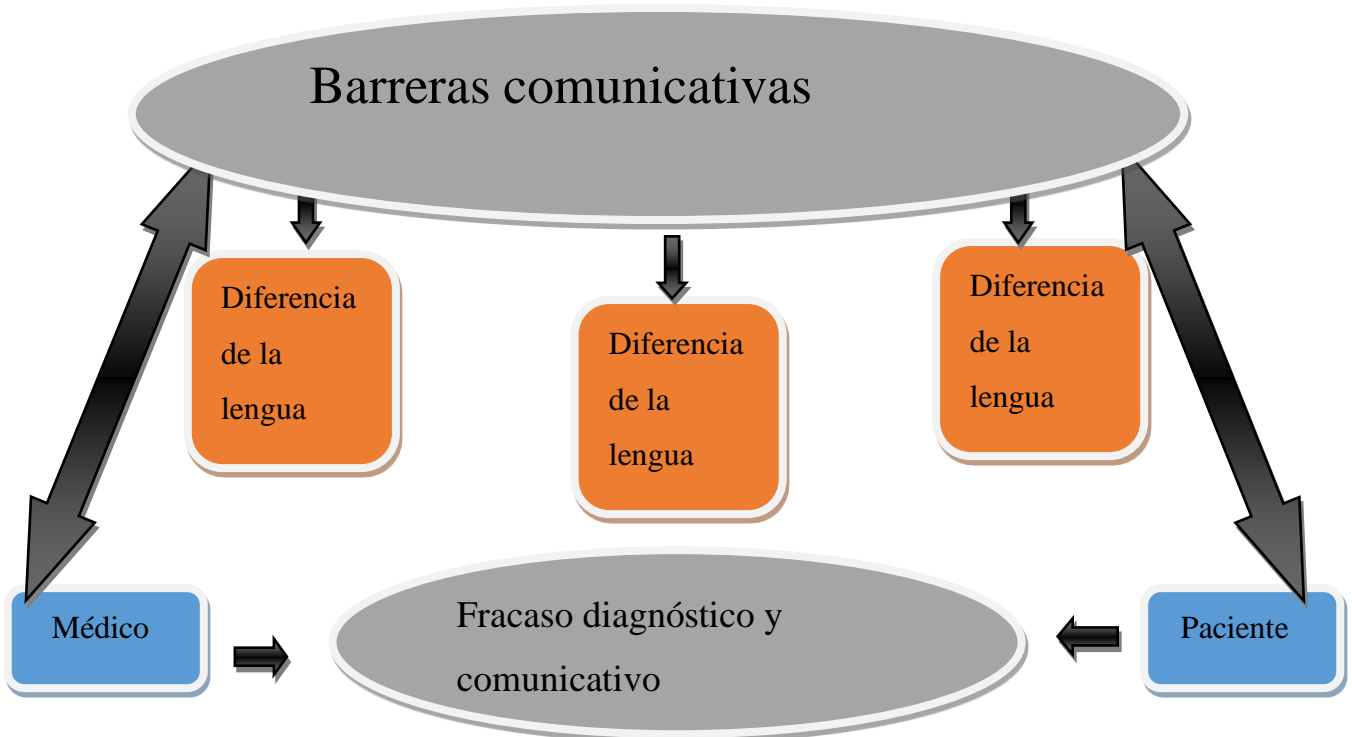 Barreras comunicativas
Diferencia
de la
lengua
Diferencia
de la
lengua
Diferencia
de la
lengua
Médico
Fracaso diagnóstico y
comunicativo
Paciente